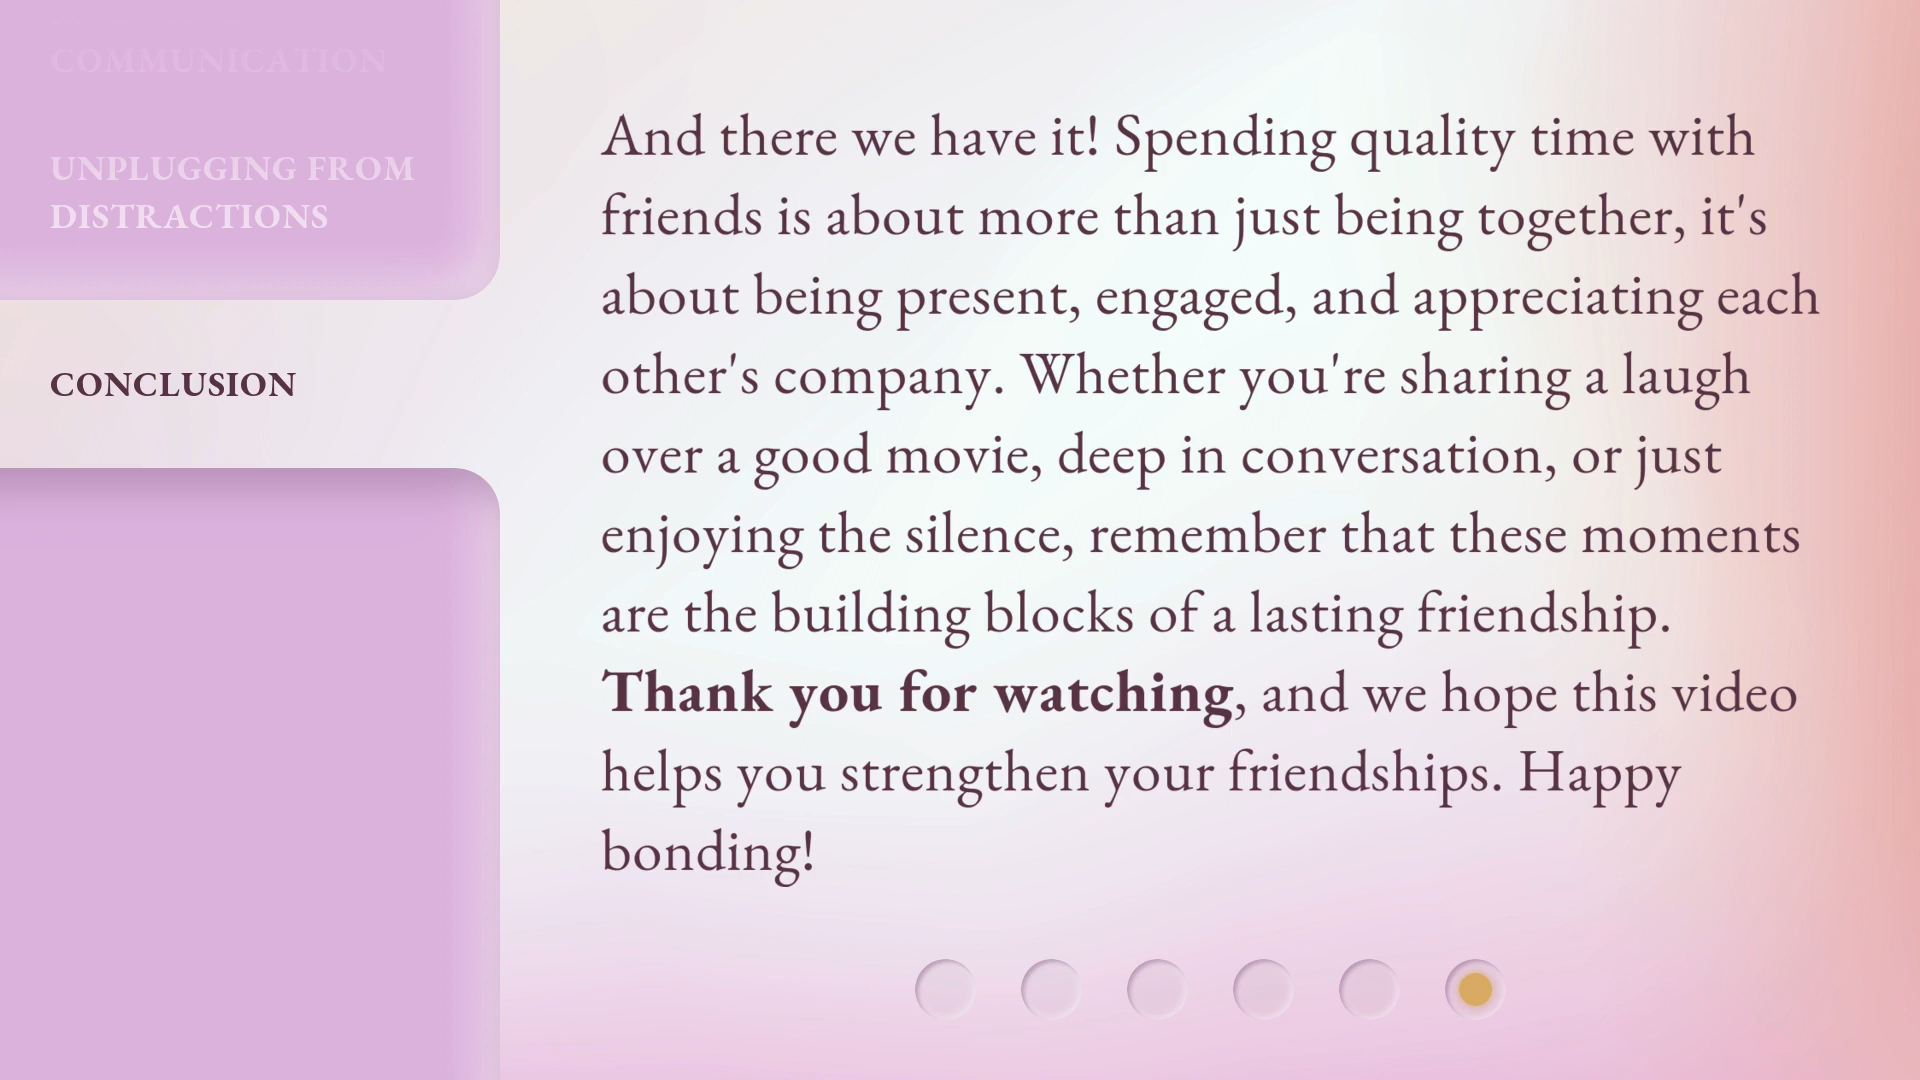 COMMUNICATION
UNPLUGGING FROM
DISTRACTIONS
CONCLUSION
And there we have it! Spending quality time with
friends is about more than just being together, it's
about being present, engaged, and appreciating each
other's company. Whether you're sharing a laugh
over a good movie, deep in conversation, or just
enjoying the silence, remember that these moments
are the building blocks of a lasting friendship.
Thank you for watching, and we hope this video
helps you strengthen your friendships. Happy
bonding!